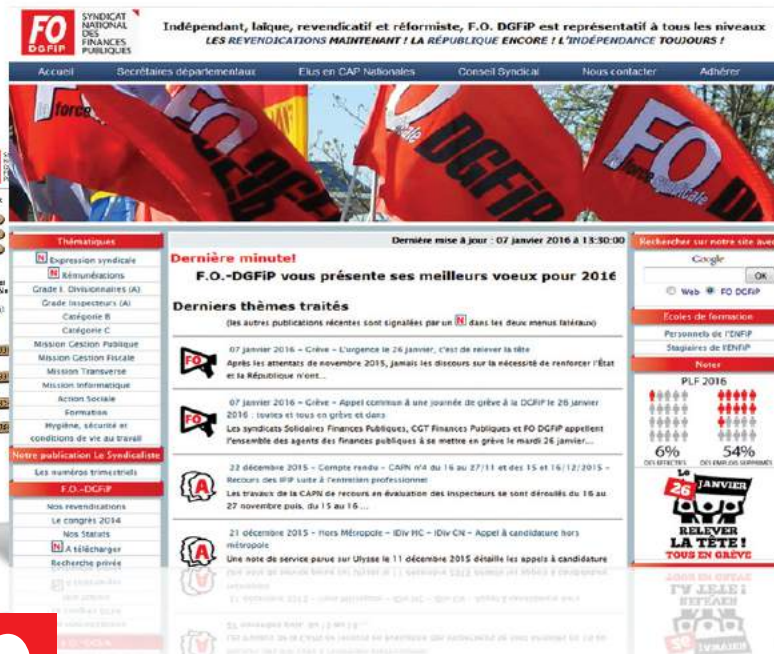 FO
DGFiP
SYNDICAT
NATIONAL
DES
FINANCES
PUBLIQUES
Indépendant, laïque, revendicatif et réformiste, F.O. DGFiP est représentatif à tous les niveaux
LES REVENDICATIONS MAINTENANT ! LA RÉPUBLIQUE ENCORE ! L'INDÉPENDANCE TOUJOURS !
Accueil Secrétaires départementaux Elus en CAP Nationales Conseil Syndical Nous contacter Adhérer
la force
DGFiP
FO
la force syndicale
Thématiques
N Expression syndicale
N Rémunérations
Grade I. Divisionnaires (A)
Grade Inspecteurs (A)
Catégorie B
Catégorie C
Mission Gestion Publique
Mission Gestion Fiscale
Mission Transverse
Mission Informatique
Action Sociale
Formation
Hygiène, sécurité et
conditions de vie au travail
Notre publication Le Syndicaliste
Les numéros trimestriels
F.O.-DGFiP
Nos revendications
Le congrès 2014
Nos Statuts
N A télécharger
Recherche privée
Dernière mise à jour : 07 janvier 2016 à 13:30:00
Dernière minute!
F.O.-DGFiP vous présente ses meilleurs voeux pour 2016
Derniers thèmes traités
(les autres publications récentes sont signalées par un N dans les deux menus latéraux)
FO
07 janvier 2016 - Grève - L'urgence le 26 janvier, c'est de relever la tête
Après les attentats de novembre 2015, jamais les discours sur la nécessité de renforcer l'État
et la République n'ont...
FO
07 janvier 2016 - Grève - Appel commun à une journée de grève à la DGFiP le 26 janvier
2016 : toutes et tous en grève et dans
Les syndicats Solidaires Finances Publiques, CGT Finances Publiques et FO DGFiP appellent
l'ensemble des agents des finances publiques à se mettre en grève le mardi 26 janvier...
A
22 décembre 2015 - Compte rendu - CAPN n°4 du 16 au 27/11 et des 15 et 16/12/2015 -
Recours des IFiP suite à l'entretien professionnel
Les travaux de la CAPN de recours en évaluation des inspecteurs se sont déroulés du 16 au
27 novembre puis, du 15 au 16 ...
A
21 décembre 2015 - Hors Métropole - IDiv HC - IDiv CN - Appel à candidature hors
métropole
Une note de service parue sur Ulysse le 11 décembre 2015 détaille les appels à candidature
Rechercher sur notre site avec
Google
OK
Web FO DGFiP
Ecoles de formation
Personnels de l'ENFiP
Stagiaires de l'ENFiP
Noter
PLF 2016
6% 54%
DES EFFECTIFS DES EMPLOIS SUPPRIMÉS
Le
26 JANVIER
RELEVER
LA TÊTE !
TOUS EN GRÈVE